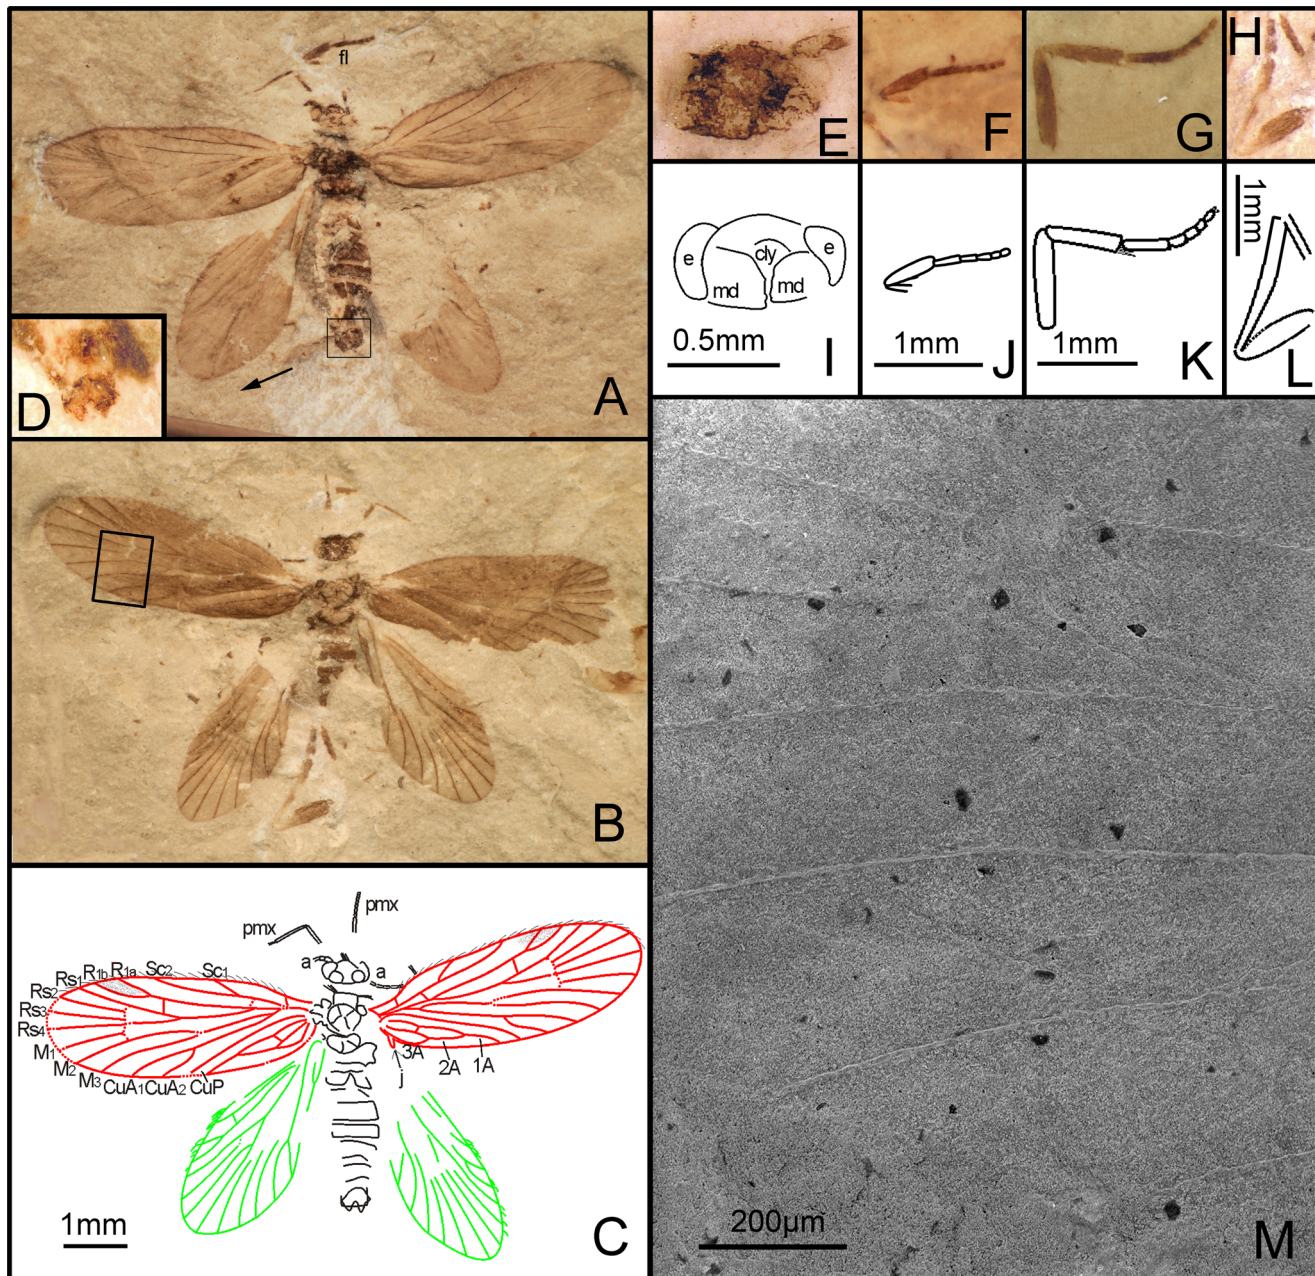 fl
A
D
B
pmx
pmx
a
a
Rs1
R1b
R1a
Sc2
Sc1
Rs2
Rs3
Rs4
M1
M2
M3
CuA1
CuA2
CuP
3A
2A
1A
j
1mm
C
E
F
G
H
e
cly
e
md
md
0.5mm
I
1mm
J
1mm
K
1mm
L
200µm
M